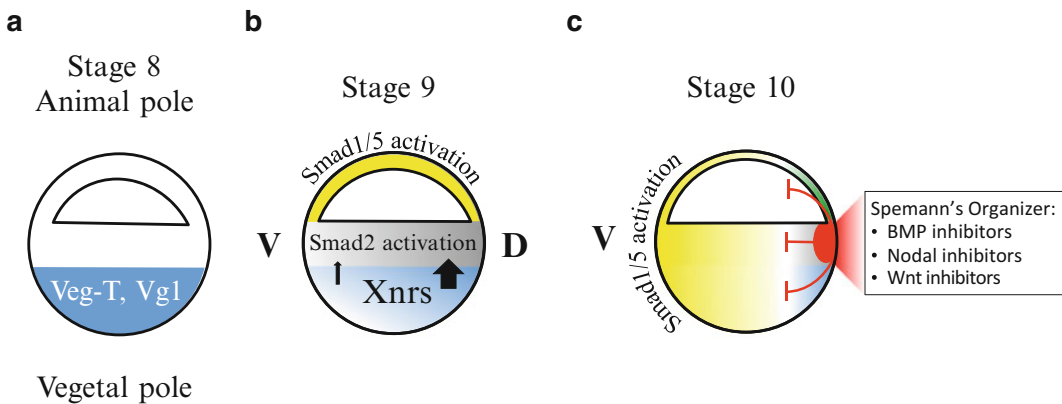 a
Stage 8
Animal pole
Veg-T, Vg1
Vegetal pole
b
Stage 9
Smad1/5 activation
V
Smad2 activation
D
Xnrs
c
Stage 10
Smad1/5 activation
V
Spemann's Organizer:
• BMP inhibitors
• Nodal inhibitors
• Wnt inhibitors